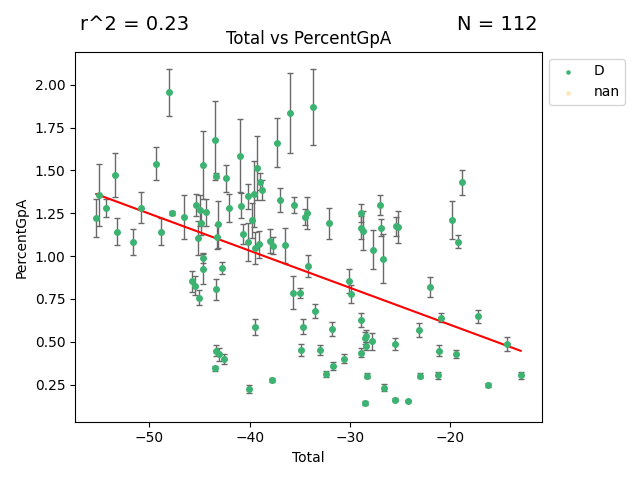 r^2 = 0.23
N = 112
Total vs PercentGpA
D
nan
PercentGpA
2.00
1.75
1.50
1.25
1.00
0.75
0.50
0.25
−50
−40
−30
−20
Total